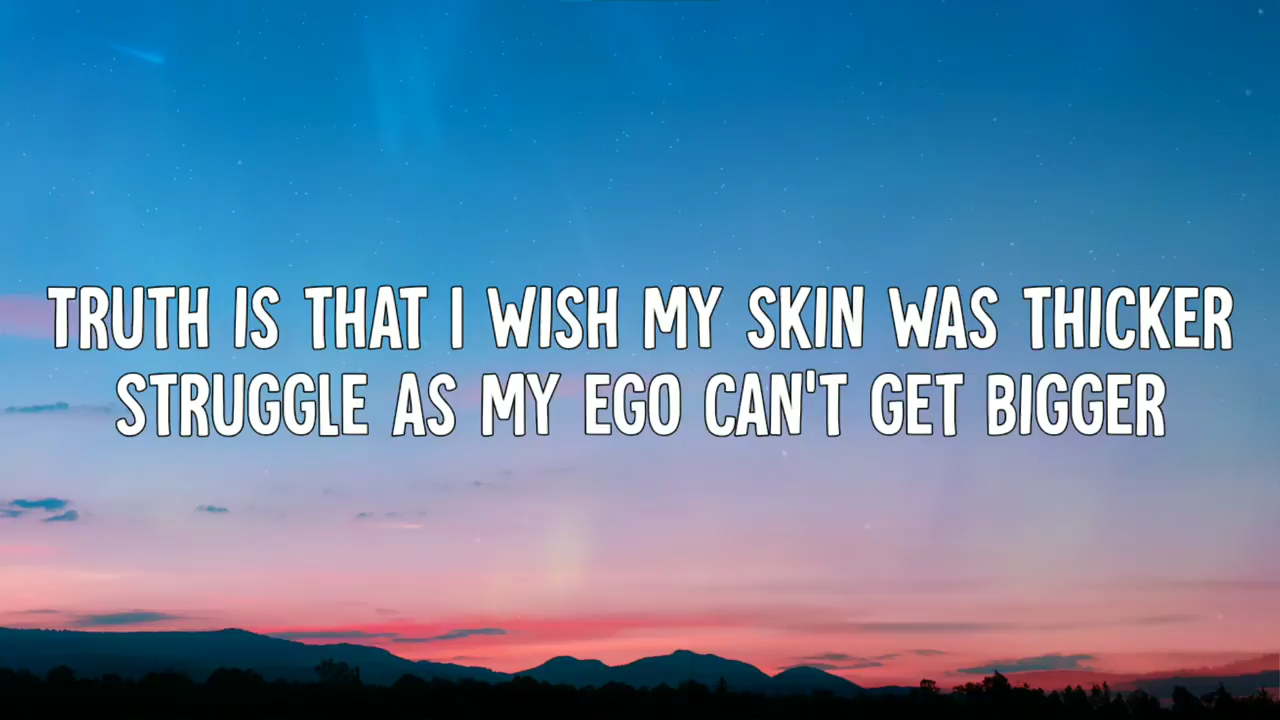 TRUTH IS THAT I WISH MY SKIN WAS THICKER
STRUGGLE AS MY EGO CAN'T GET BIGGER